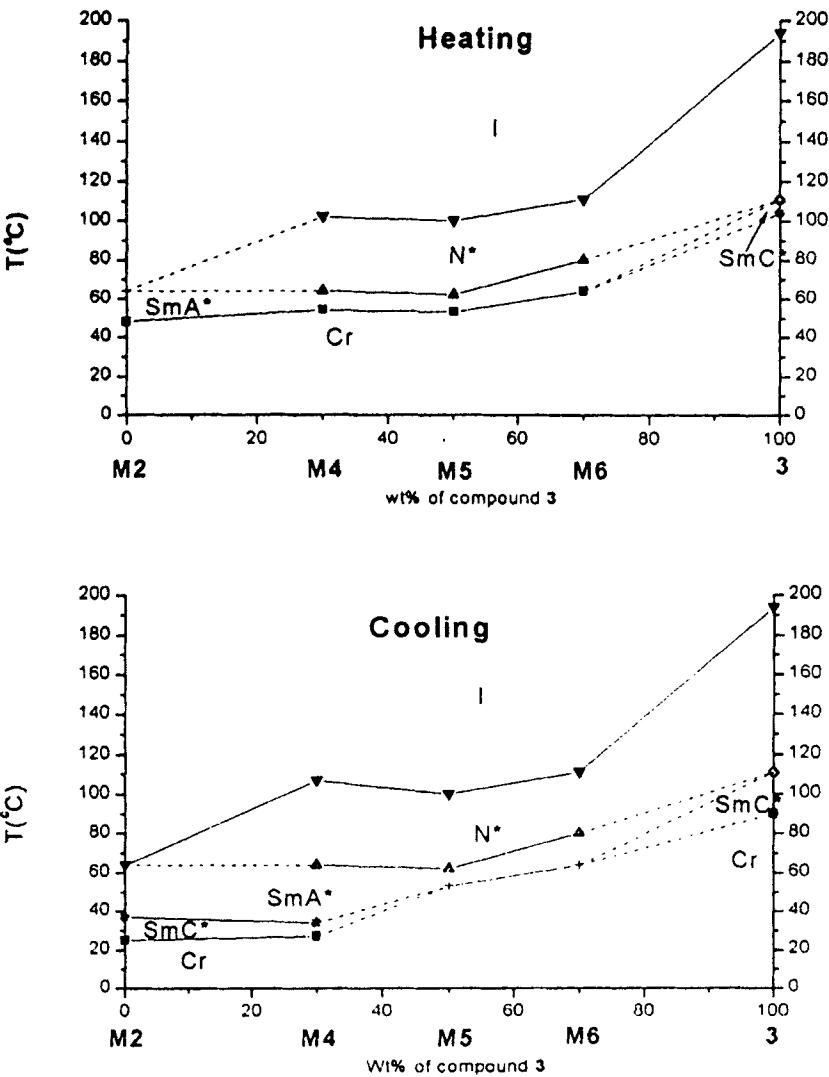 Heating
200 200
180 180
160 160
140 I 140
120 120
100 100
80 N* 80
SmC
60 60
SmA*
40 Cr 40
20 20
0 0
T(°C)
0 20 40 60 80 100
M2 M4 M5 M6 3
wt% of compound 3
Cooling
200 200
180 180
160 160
I
140 140
120 120
100 100
SmC*
80 N* 80
Cr
60 60
SmA*
40 40
SmC*
20 Cr 20
0 0
T(°C)
0 20 40 60 80 100
M2 M4 M5 M6 3
Wt% of compound 3